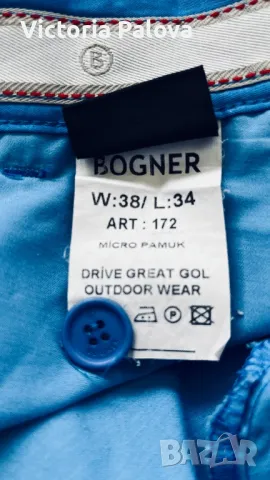 Victoria Palova
B
BOGNER
W:38/ L:34
ART : 172
MİCRO PAMUK
DRİVE GREAT GOL
OUTDOOR WEAR
P
BAZAR